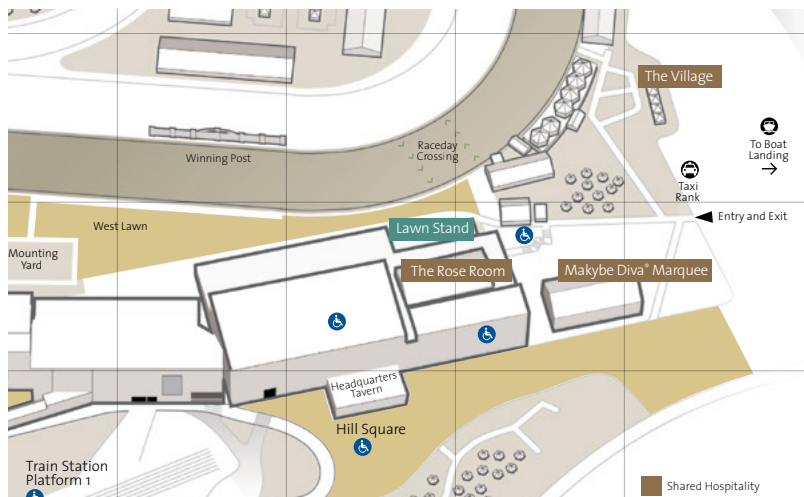 The Village
Raceday
Crossing
Winning Post
To Boat
Landing
Taxi
Rank
Entry and Exit
West Lawn
Lawn Stand
Mounting
Yard
The Rose Room
Makybe Diva® Marquee
Headquarters
Tavern
Hill Square
Train Station
Platform 1
Shared Hospitality